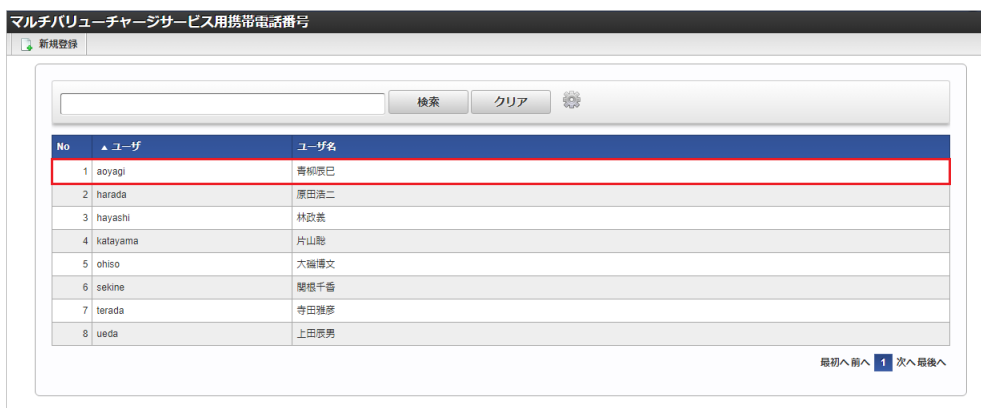 マルチバリューチャージサービス用携帯電話番号
新規登録
検索 クリア
No ▲ ユーザ ユーザ名
1 aoyagi 青柳辰巳
2 harada 原田浩二
3 hayashi 林政義
4 katayama 片山聡
5 ohiso 大磯博文
6 sekine 関根千香
7 terada 寺田雅彦
8 ueda 上田辰男
最初へ 前へ 1 次へ 最後へ